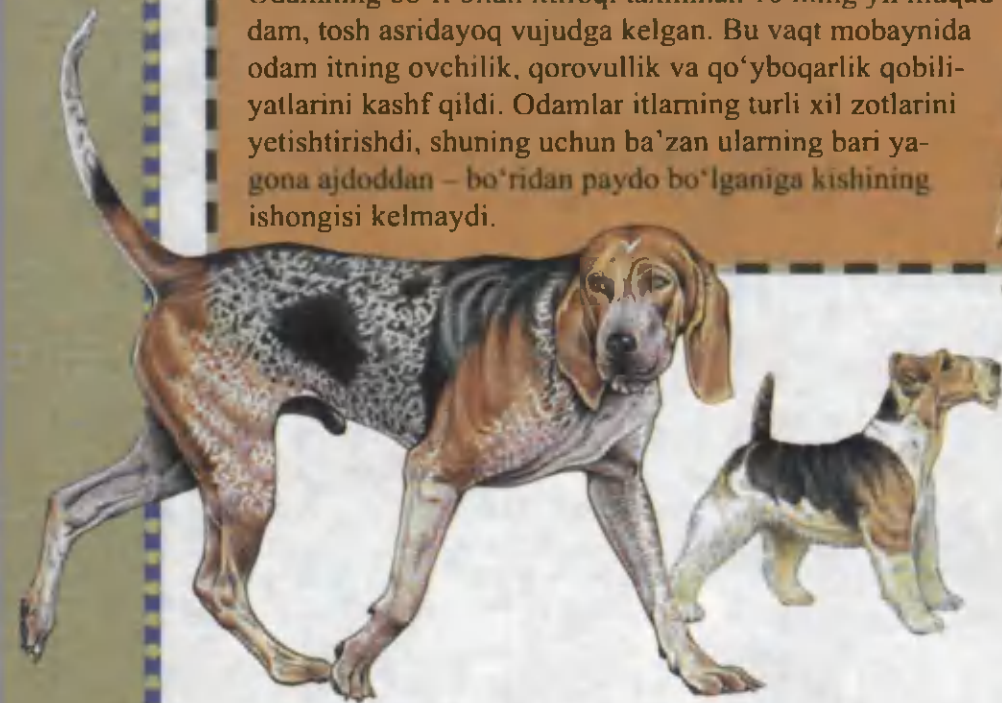 dam, tosh asridayoq vujudga kelgan. Bu vaqt mobaynida
odam itning ovchilik, qorovullik va qo‘yboqarlik qobili-
yatlarini kashf qildi. Odamlar itlarning turli xil zotlarini
yetishtirishdi, shuning uchun ba’zan ularning bari ya-
gona ajdoddan – bo‘ridan paydo bo‘lganiga kishining
ishongisi kelmaydi.